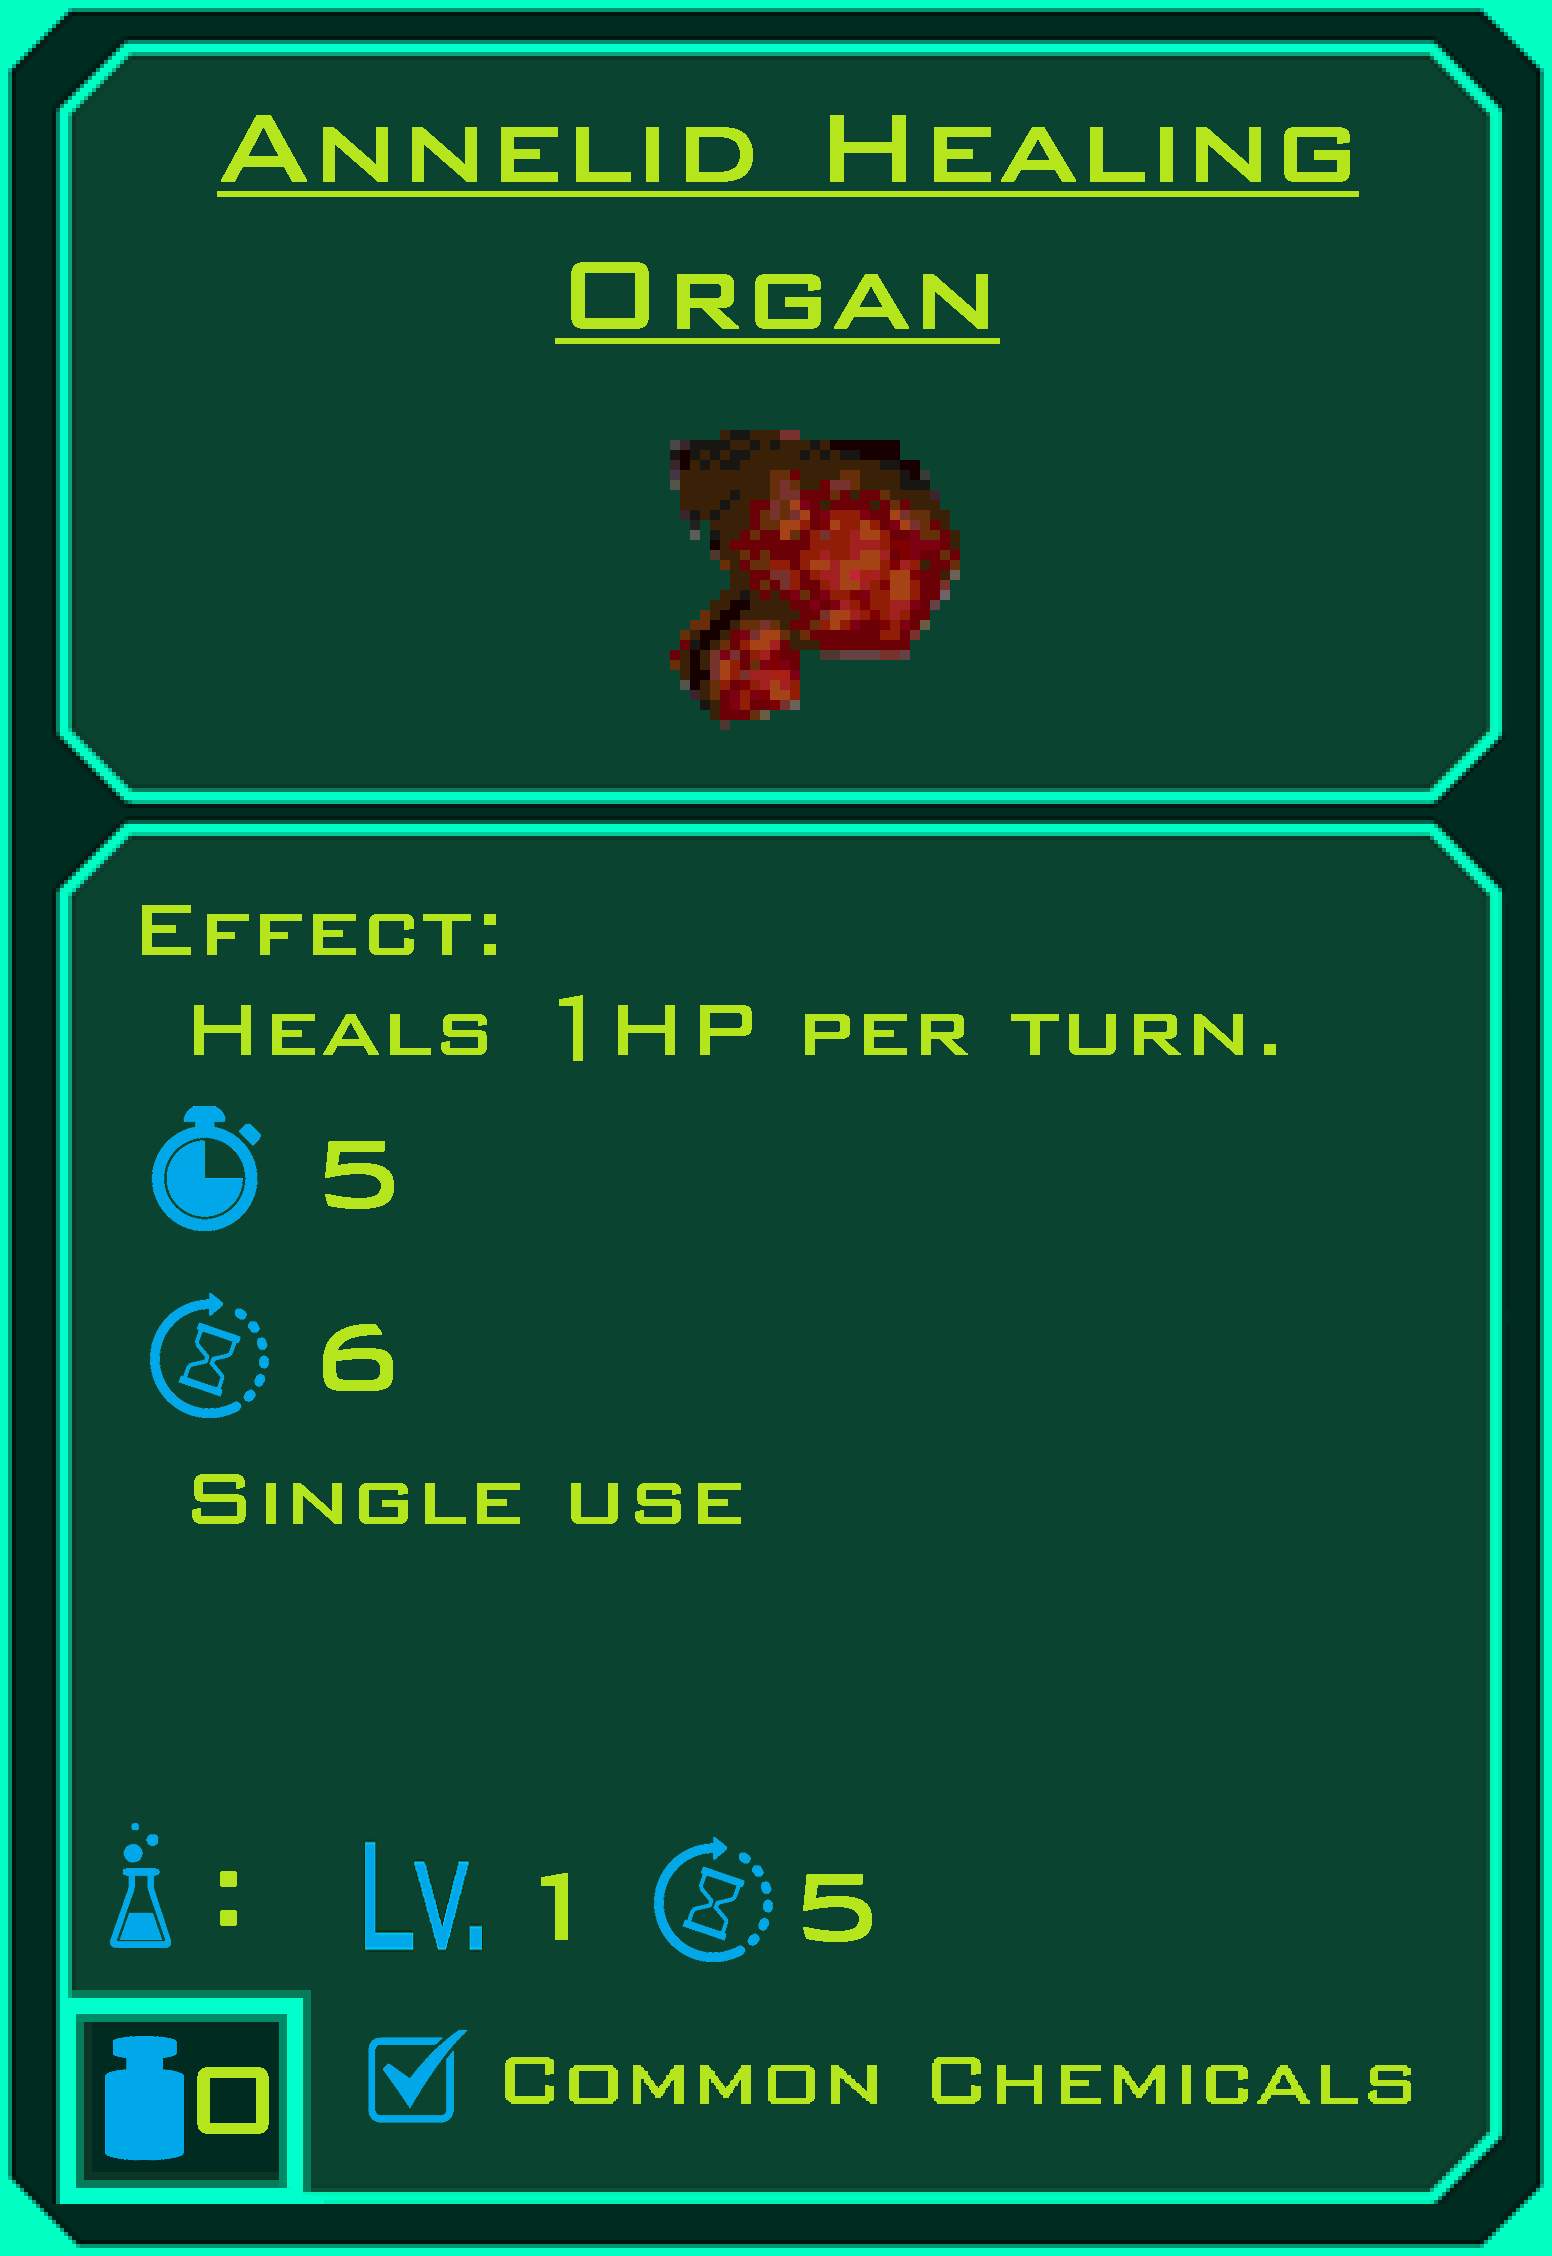 Annelid Healing
Organ
Effect:
Heals 1HP per turn.
5
6
Single use
: Lv. 1 5
0
Common Chemicals